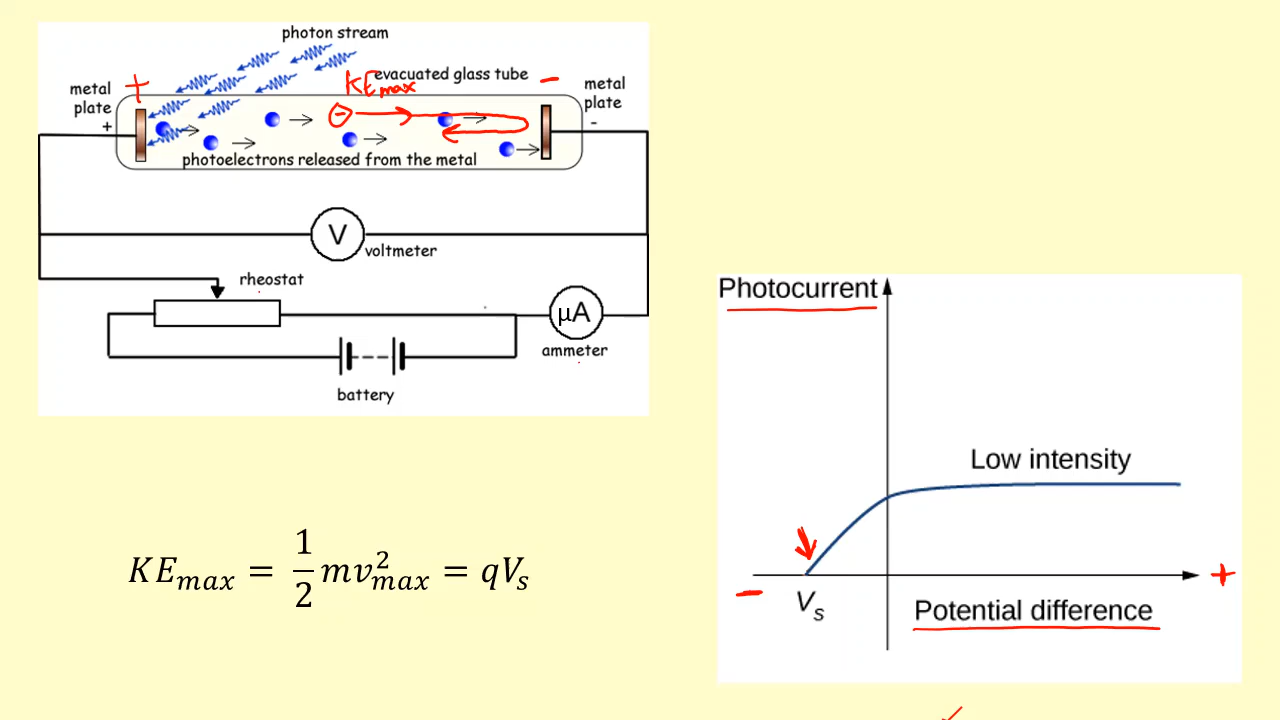 photon stream
evacuated glass tube
KEmax
+
−
metal
plate
+
metal
plate
-
−
photoelectrons released from the metal
V
voltmeter
rheostat
μA
ammeter
battery
Photocurrent
Low intensity
−
+
Vs
Potential difference
KEmax = 1/2 mv²max = qVs